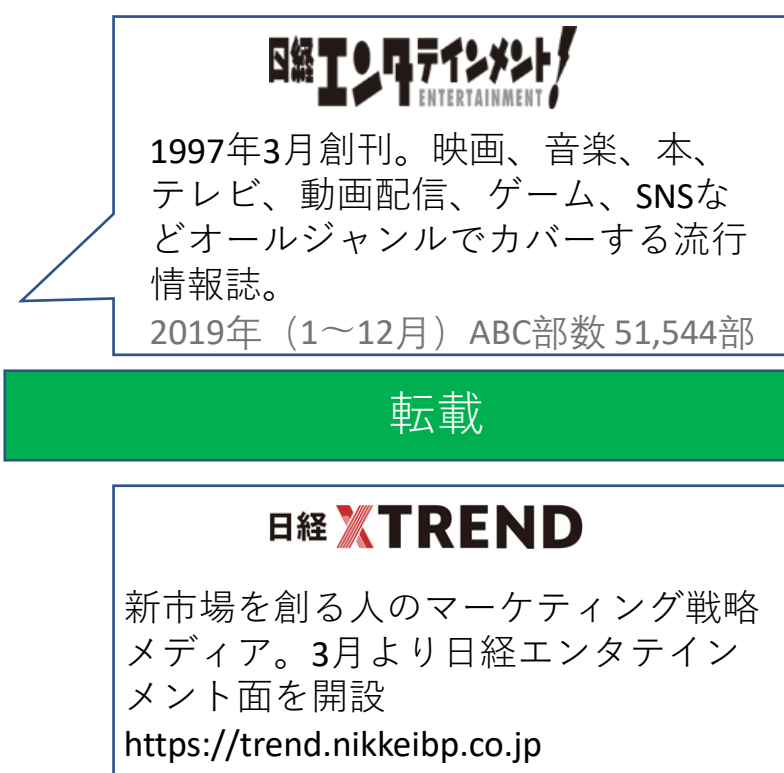 日経エンタテインメント!
ENTERTAINMENT
1997年3月創刊。映画、音楽、本、
テレビ、動画配信、ゲーム、SNSな
どオールジャンルでカバーする流行
情報誌。
2019年（1～12月）ABC部数 51,544部
転載
日経 XTREND
新市場を創る人のマーケティング戦略
メディア。3月より日経エンタテイン
メント面を開設
https://trend.nikkeibp.co.jp